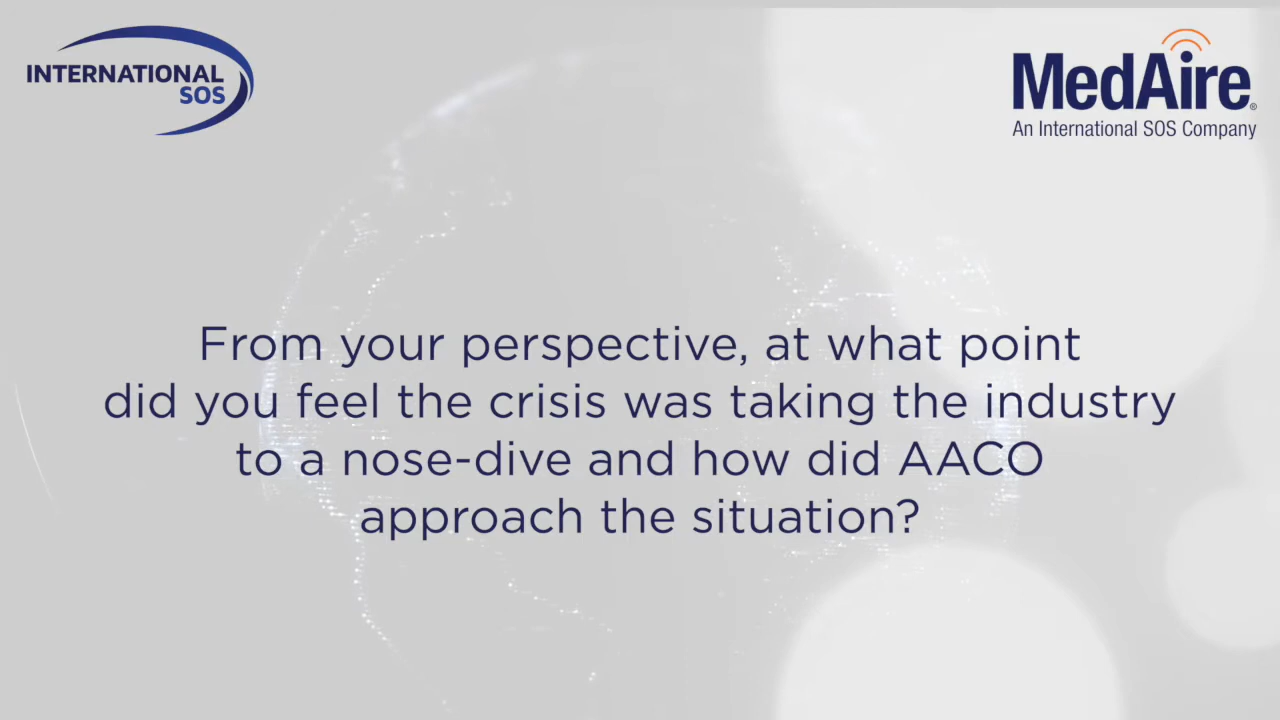 INTERNATIONAL
SOS
MedAire®
An International SOS Company
From your perspective, at what point
did you feel the crisis was taking the industry
to a nose-dive and how did AACO
approach the situation?